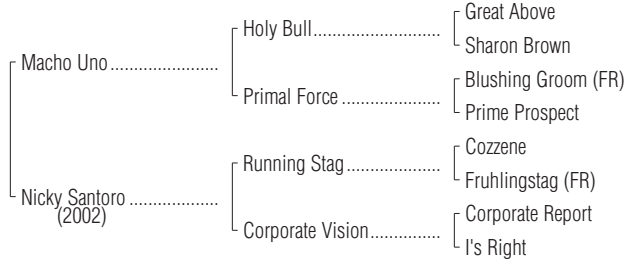 Great Above
Holy Bull............................
Sharon Brown
Macho Uno........................
Blushing Groom (FR)
Primal Force ......................
Prime Prospect
Cozzene
Running Stag.....................
Fruhlingstag (FR)
Nicky Santoro ....................
(2002)
Corporate Report
Corporate Vision................
I's Right